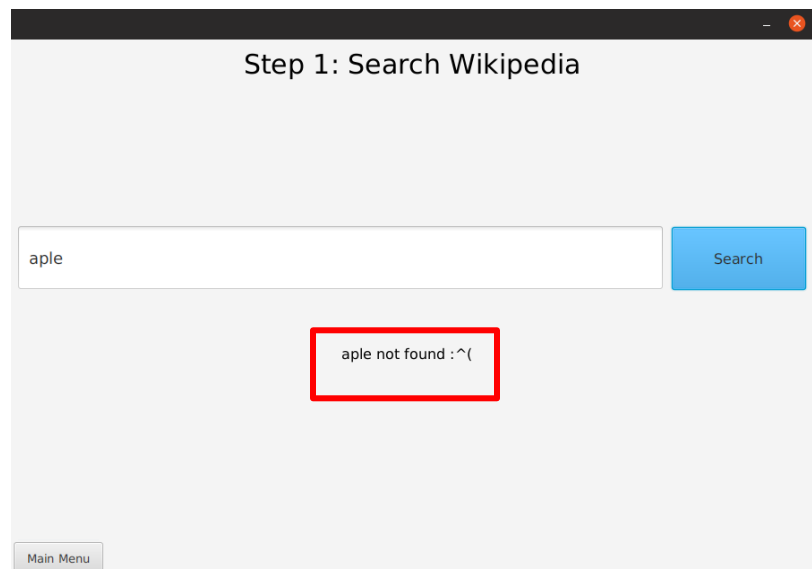 Step 1: Search Wikipedia
aple
Search
aple not found :^(
Main Menu